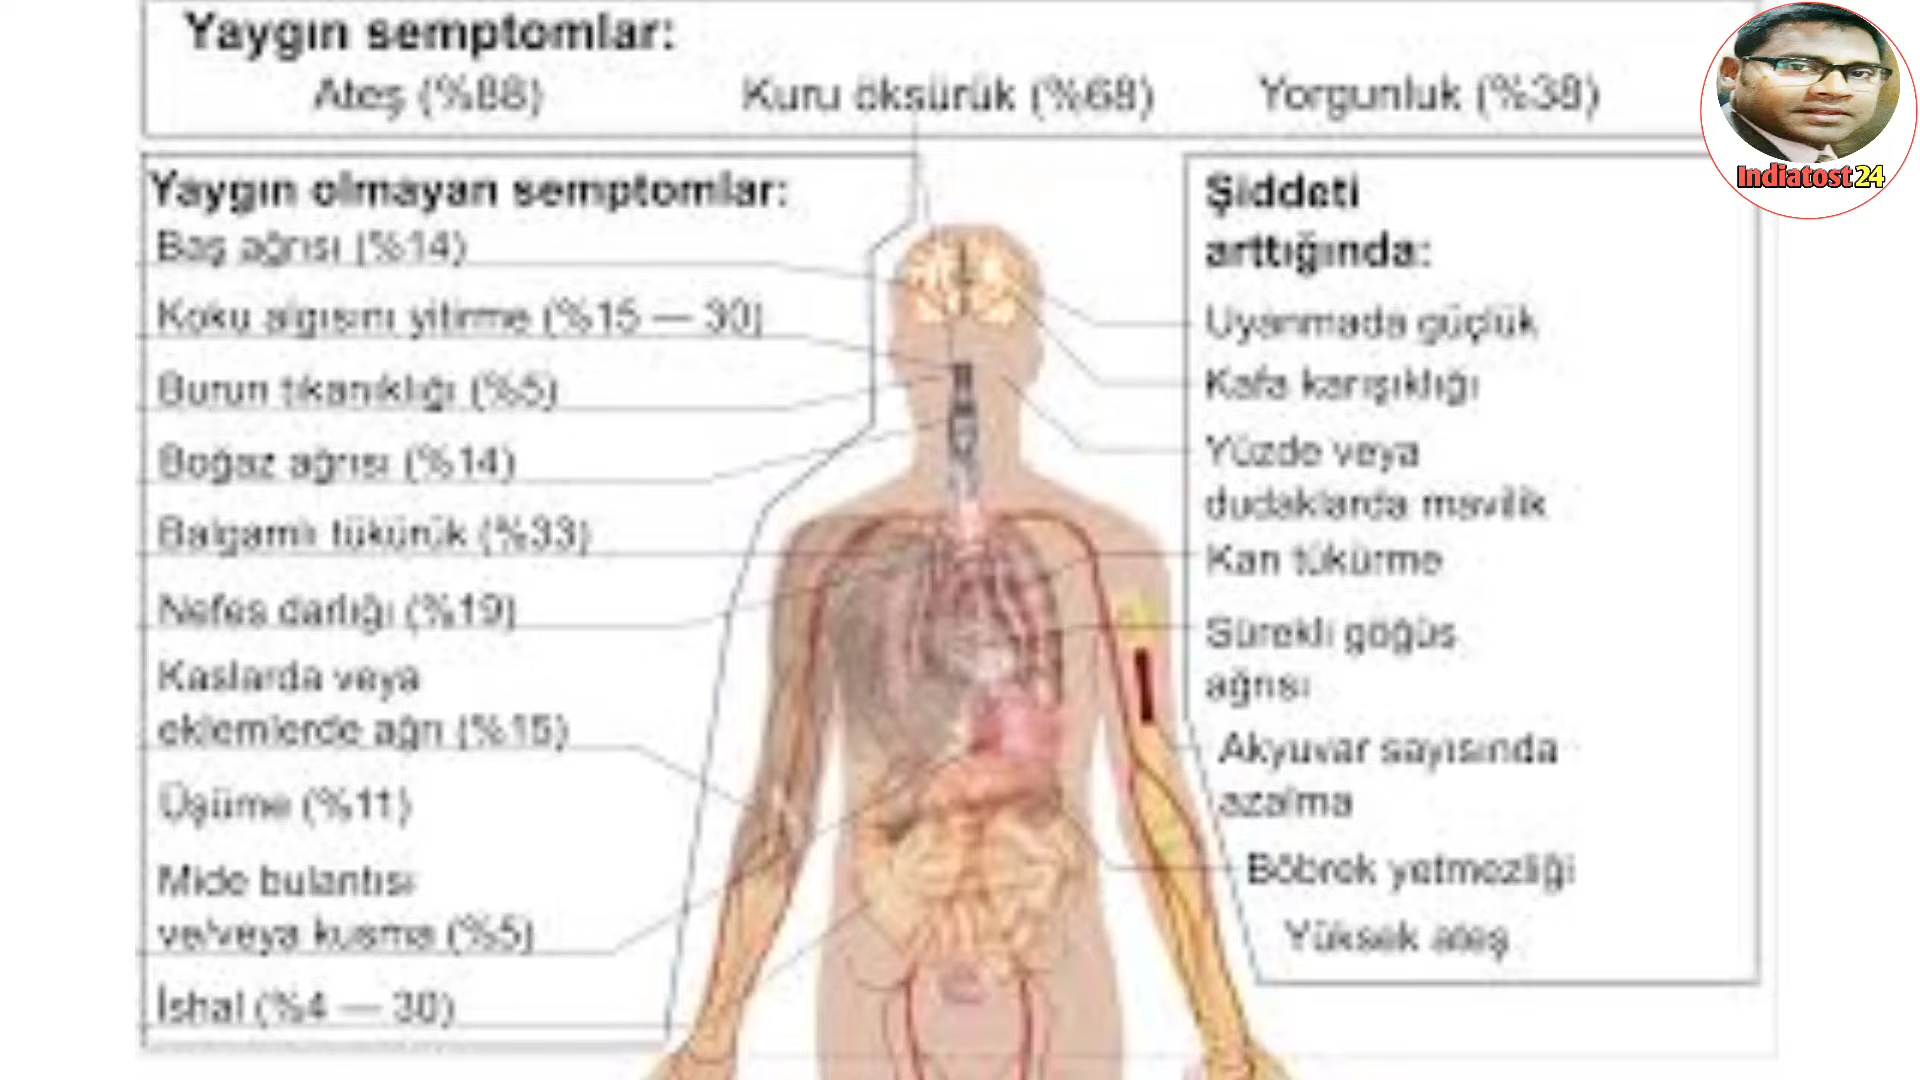 Yaygın semptomlar:
Ateş (%88) Kuru öksürük (%68) Yorgunluk (%38)
Indiatost24
Yaygın olmayan semptomlar:
Baş ağrısı (%14)
Koku algısını yitirme (%15 — 30)
Burun tıkanıklığı (%5)
Boğaz ağrısı (%14)
Balgamlı tükürük (%33)
Nefes darlığı (%19)
Kaslarda veya
eklemlerde ağrı (%15)
Üşüme (%11)
Mide bulantısı
ve/veya kusma (%5)
İshal (%4 — 30)
Şiddeti
arttığında:
Uyanmada güçlük
Kafa karışıklığı
Yüzde veya
dudaklarda mavilik
Kan tükürme
Sürekli göğüs
ağrısı
Akyuvar sayısında
azalma
Böbrek yetmezliği
Yüksek ateş